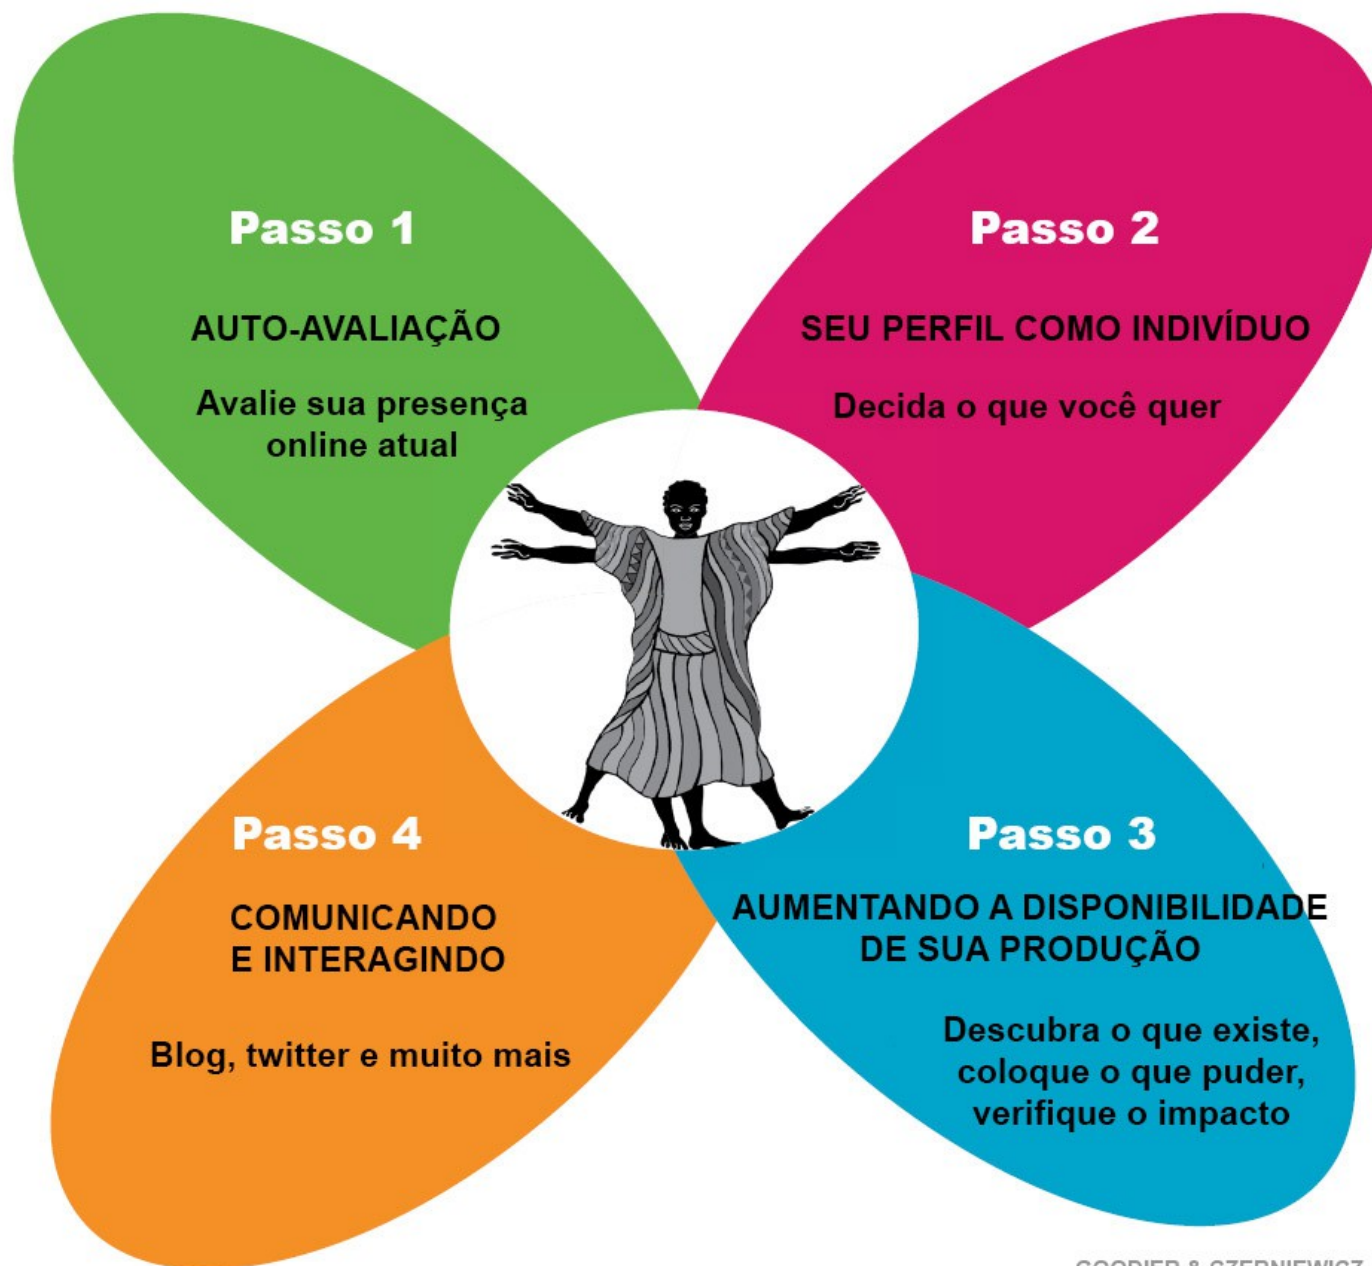 Passo 1
AUTO-AVALIAÇÃO
Avalie sua presença
online atual
Passo 2
SEU PERFIL COMO INDIVÍDUO
Decida o que você quer
Passo 3
AUMENTANDO A DISPONIBILIDADE
DE SUA PRODUÇÃO
Descubra o que existe,
coloque o que puder,
verifique o impacto
Passo 4
COMUNICANDO
E INTERAGINDO
Blog, twitter e muito mais
GOODIER & CZERNIEWICZ